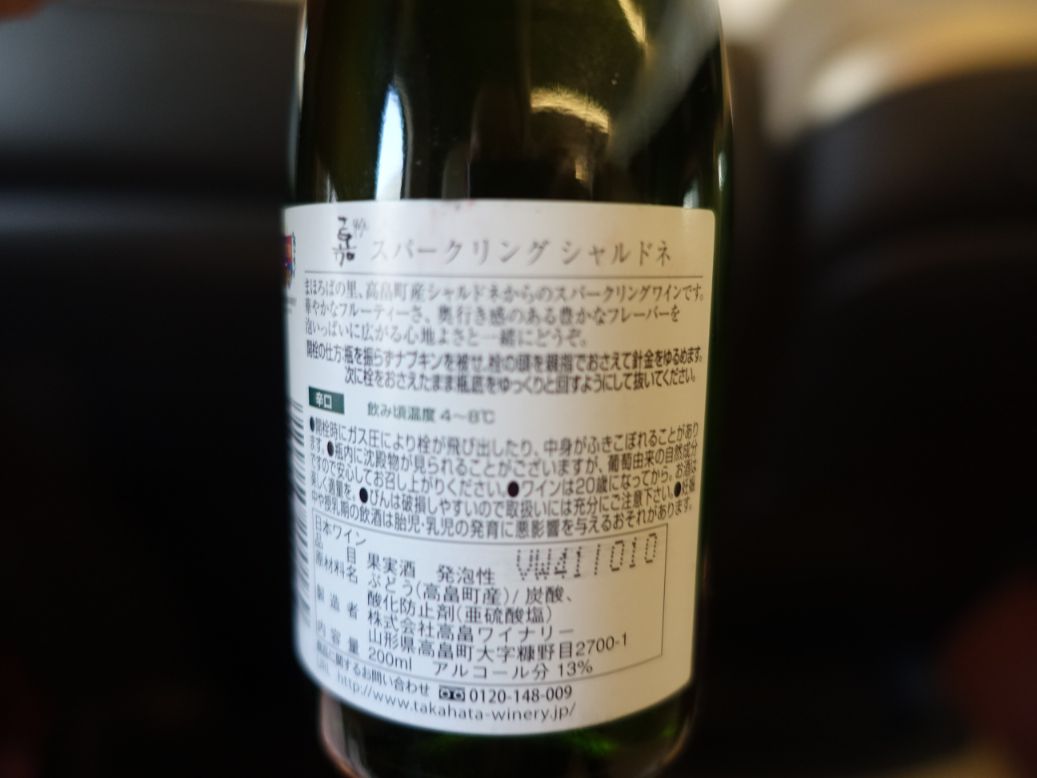 嘉 スパークリング シャルドネ
まほろばの里、高畠町産シャルドネからのスパークリングワインです。
華やかなフルーティーさ、奥行き感のある豊かなフレーバーを
泡いっぱいに広がる心地よさと一緒にどうぞ。
開栓の仕方:瓶を振らずナプキンを被せ、栓の頭を親指でおさえて針金をゆるめます。
次に栓をおさえたまま瓶底をゆっくりと回すようにして抜いてください。
辛口 飲み頃温度 4~8℃
●開栓時にガス圧により栓が飛び出したり、中身がふきこぼれることがあり
ます。●瓶内に沈殿物が見られることがございますが、葡萄由来の自然成分
ですので安心してお召し上がりください。●ワインは20歳になってから。お酒は
楽しく適量を。●びんは破損しやすいので取扱いには充分にご注意下さい。●妊娠
中や授乳期の飲酒は胎児・乳児の発育に悪影響を与えるおそれがあります。
日本ワイン
品目 果実酒 発泡性 VW411010
原材料名 ぶどう(高畠町産)/ 炭酸、
酸化防止剤(亜硫酸塩)
製造者 株式会社高畠ワイナリー
山形県高畠町大字糠野目2700-1
内容量 200ml アルコール分 13%
商品に関するお問い合わせ 0120-148-009
URL http://www.takahata-winery.jp/